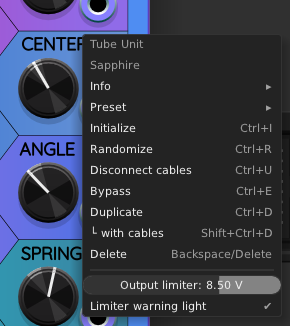 CENTER
Tube Unit
Sapphire
Info ▸
Preset ▸
Initialize Ctrl+I
Randomize Ctrl+R
ANGLE
Disconnect cables Ctrl+U
Bypass Ctrl+E
Duplicate Ctrl+D
└ with cables Shift+Ctrl+D
SPRING
Delete Backspace/Delete
Output limiter: 8.50 V
Limiter warning light ✔